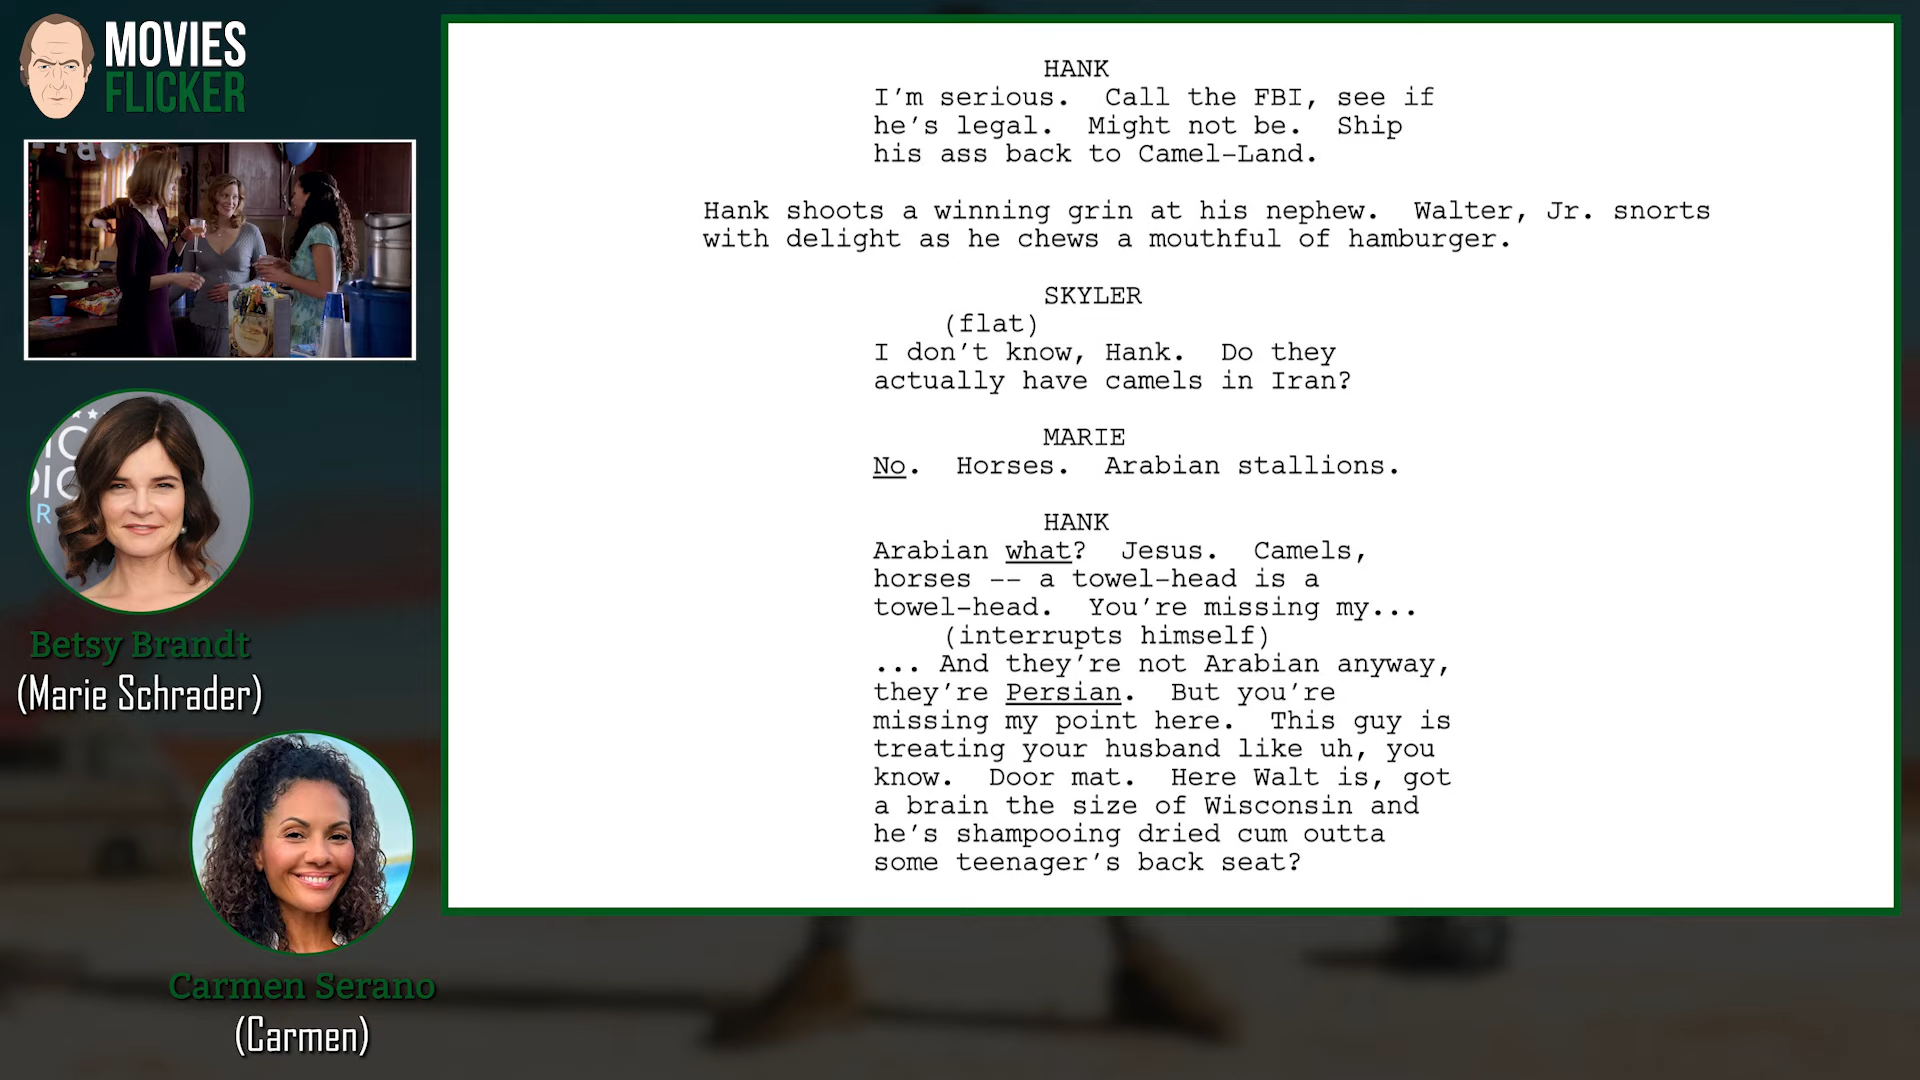 MOVIES
FLICKER
HANK
I'm serious.  Call the FBI, see if
he's legal.  Might not be.  Ship
his ass back to Camel-Land.
Hank shoots a winning grin at his nephew.  Walter, Jr. snorts
with delight as he chews a mouthful of hamburger.
SKYLER
(flat)
I don't know, Hank.  Do they
actually have camels in Iran?
MARIE
No.  Horses.  Arabian stallions.
HANK
Arabian what?  Jesus.  Camels,
horses -- a towel-head is a
towel-head.  You're missing my...
(interrupts himself)
... And they're not Arabian anyway,
they're Persian.  But you're
missing my point here.  This guy is
treating your husband like uh, you
know.  Door mat.  Here Walt is, got
a brain the size of Wisconsin and
he's shampooing dried cum outta
some teenager's back seat?
Betsy Brandt
(Marie Schrader)
Carmen Serano
(Carmen)